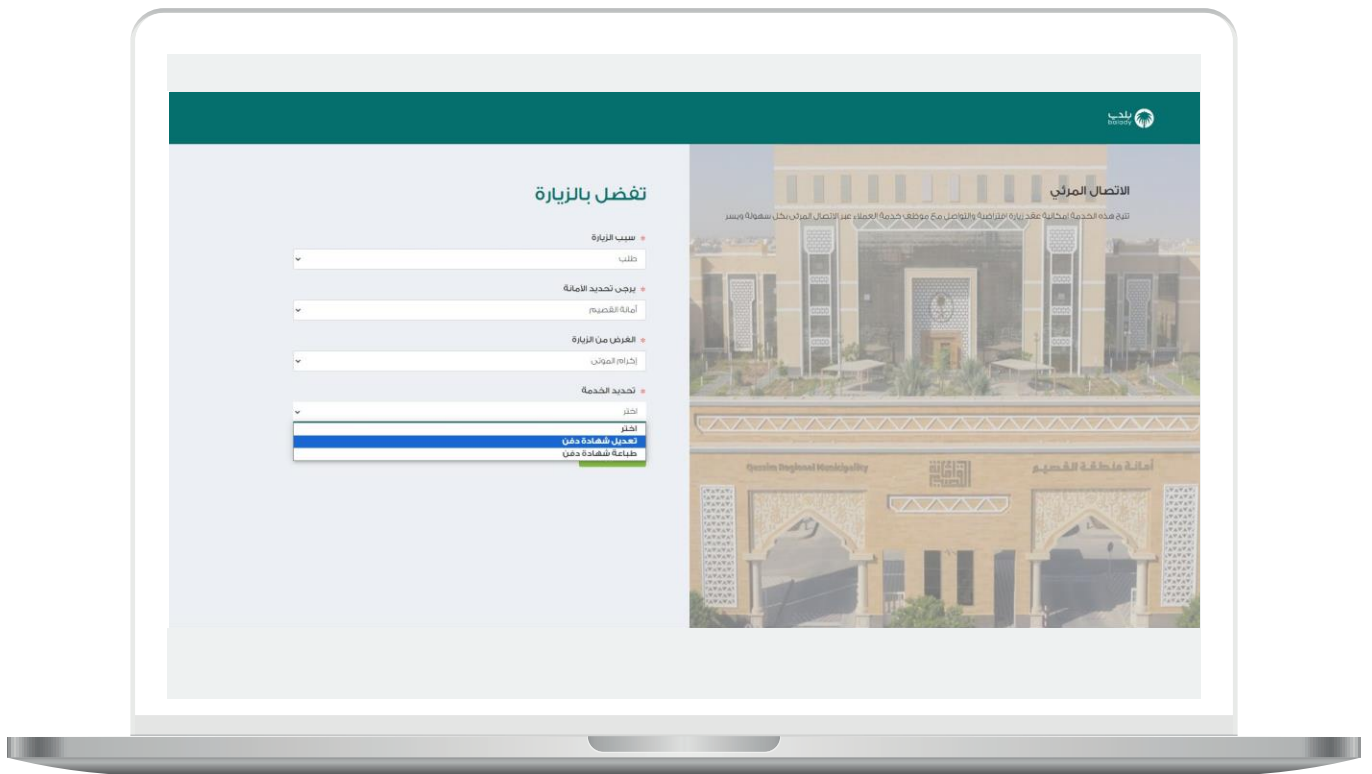 بلدي
balady
الاتصال المرئي
تتيح هذه الخدمة إمكانية عقد زيارة افتراضية والتواصل مع موظف خدمة العملاء عبر الاتصال المرئي بكل سهولة ويسر
أمانة منطقة القصيم
Qassim Regional Municipality
تفضل بالزيارة
* سبب الزيارة
طلب
* يرجى تحديد الأمانة
أمانة القصيم
* الغرض من الزيارة
إكرام الموتى
* تحديد الخدمة
اختر
اختر
تعديل شهادة دفن
طباعة شهادة دفن